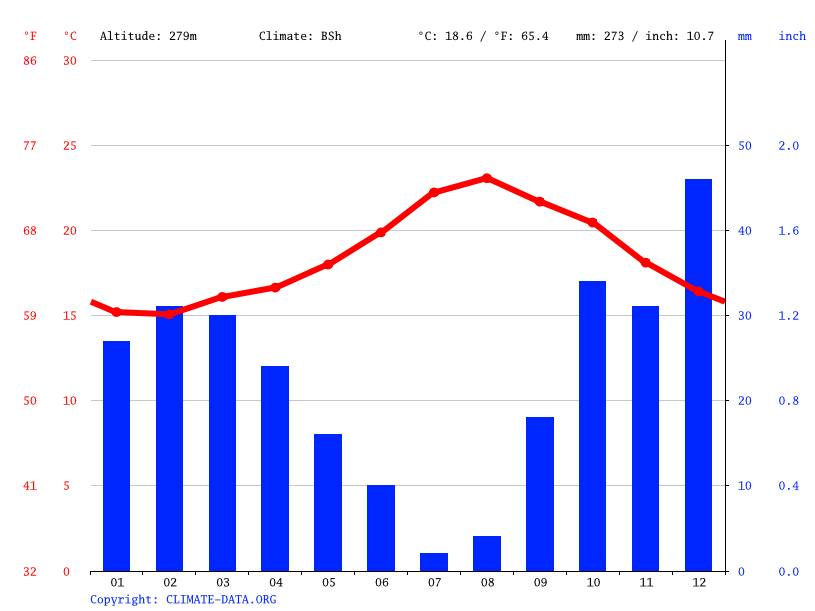 °F °C Altitude: 279m Climate: BSh °C: 18.6 / °F: 65.4 mm: 273 / inch: 10.7 mm inch
86 30
77 25 50 2.0
68 20 40 1.6
59 15 30 1.2
50 10 20 0.8
41 5 10 0.4
32 0 0 0.0
01 02 03 04 05 06 07 08 09 10 11 12
Copyright: CLIMATE-DATA.ORG